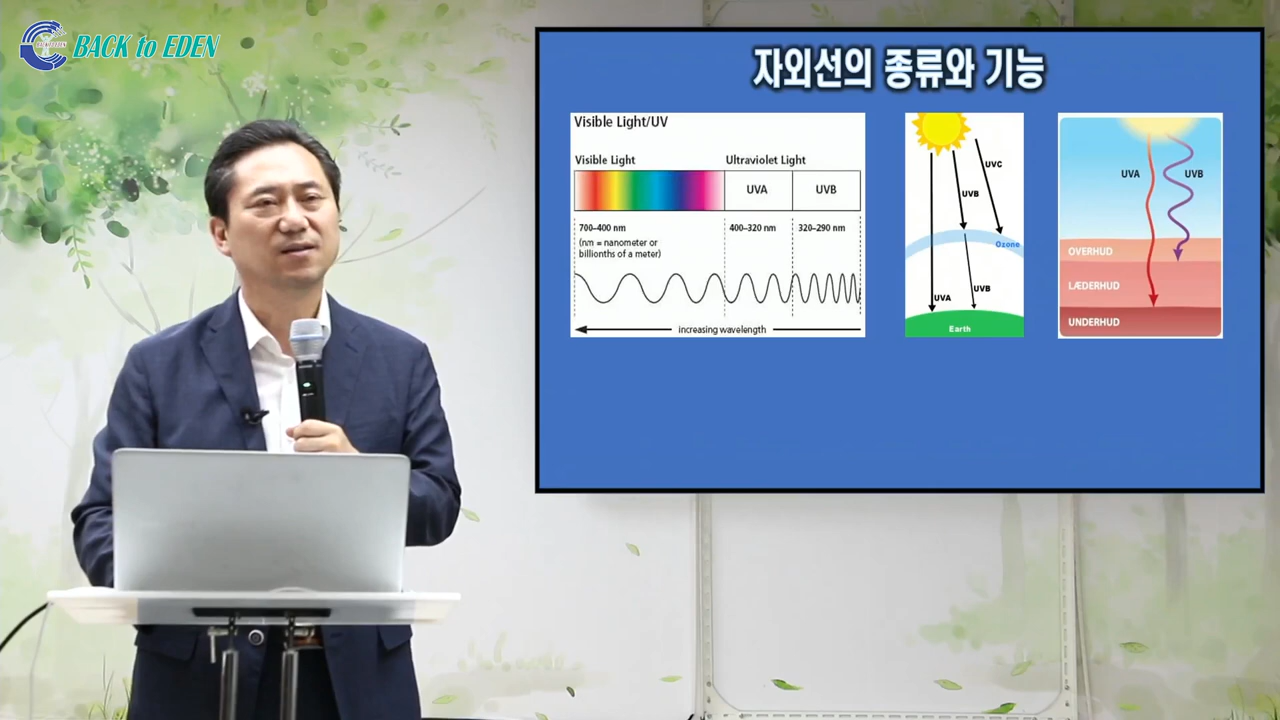 BACK to EDEN
자외선의 종류와 기능
Visible Light/UV
Visible Light
Ultraviolet Light
UVA
UVB
700–400 nm
(nm = nanometer or
billionths of a meter)
400–320 nm
320–290 nm
increasing wavelength
UVC
UVB
Ozone
UVA
UVB
Earth
UVA
UVB
OVERHUD
LÆDERHUD
UNDERHUD